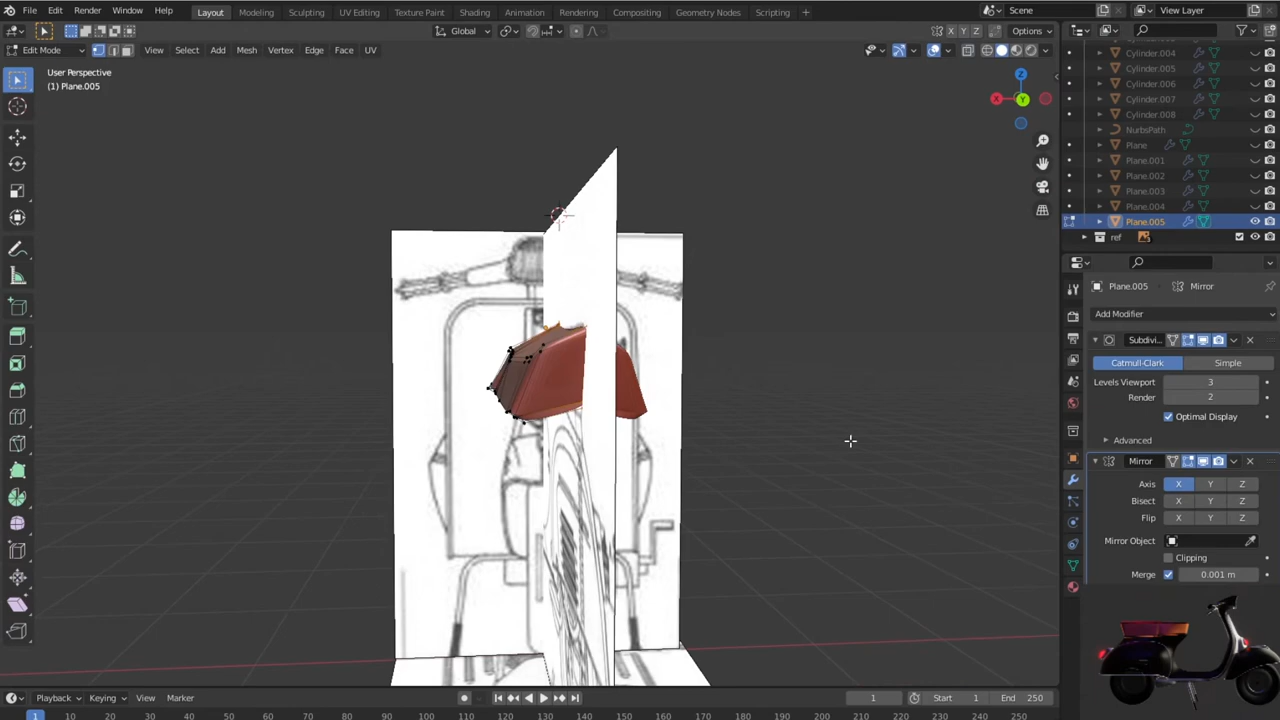 File Edit Render Window Help Layout Modeling Sculpting UV Editing Texture Paint Shading Animation Rendering Compositing Geometry Nodes Scripting + Scene View Layer
Global X Y Z Options
Edit Mode View Select Add Mesh Vertex Edge Face UV
User Perspective
(1) Plane.005
Z
X Y
Cylinder.004
Cylinder.005
Cylinder.006
Cylinder.007
Cylinder.008
NurbsPath
Plane
Plane.001
Plane.002
Plane.003
Plane.004
Plane.005
ref
Plane.005 Mirror
Add Modifier
Subdivi..
Catmull-Clark Simple
Levels Viewport 3
Render 2
Optimal Display
Advanced
Mirror
Axis X Y Z
Bisect X Y Z
Flip X Y Z
Mirror Object
Clipping
Merge 0.001 m
Playback Keying View Marker 1 Start 1 End 250
1 10 20 30 40 50 60 70 80 90 100 110 120 130 140 150 160 170 180 190 200 210 220 230 240 250